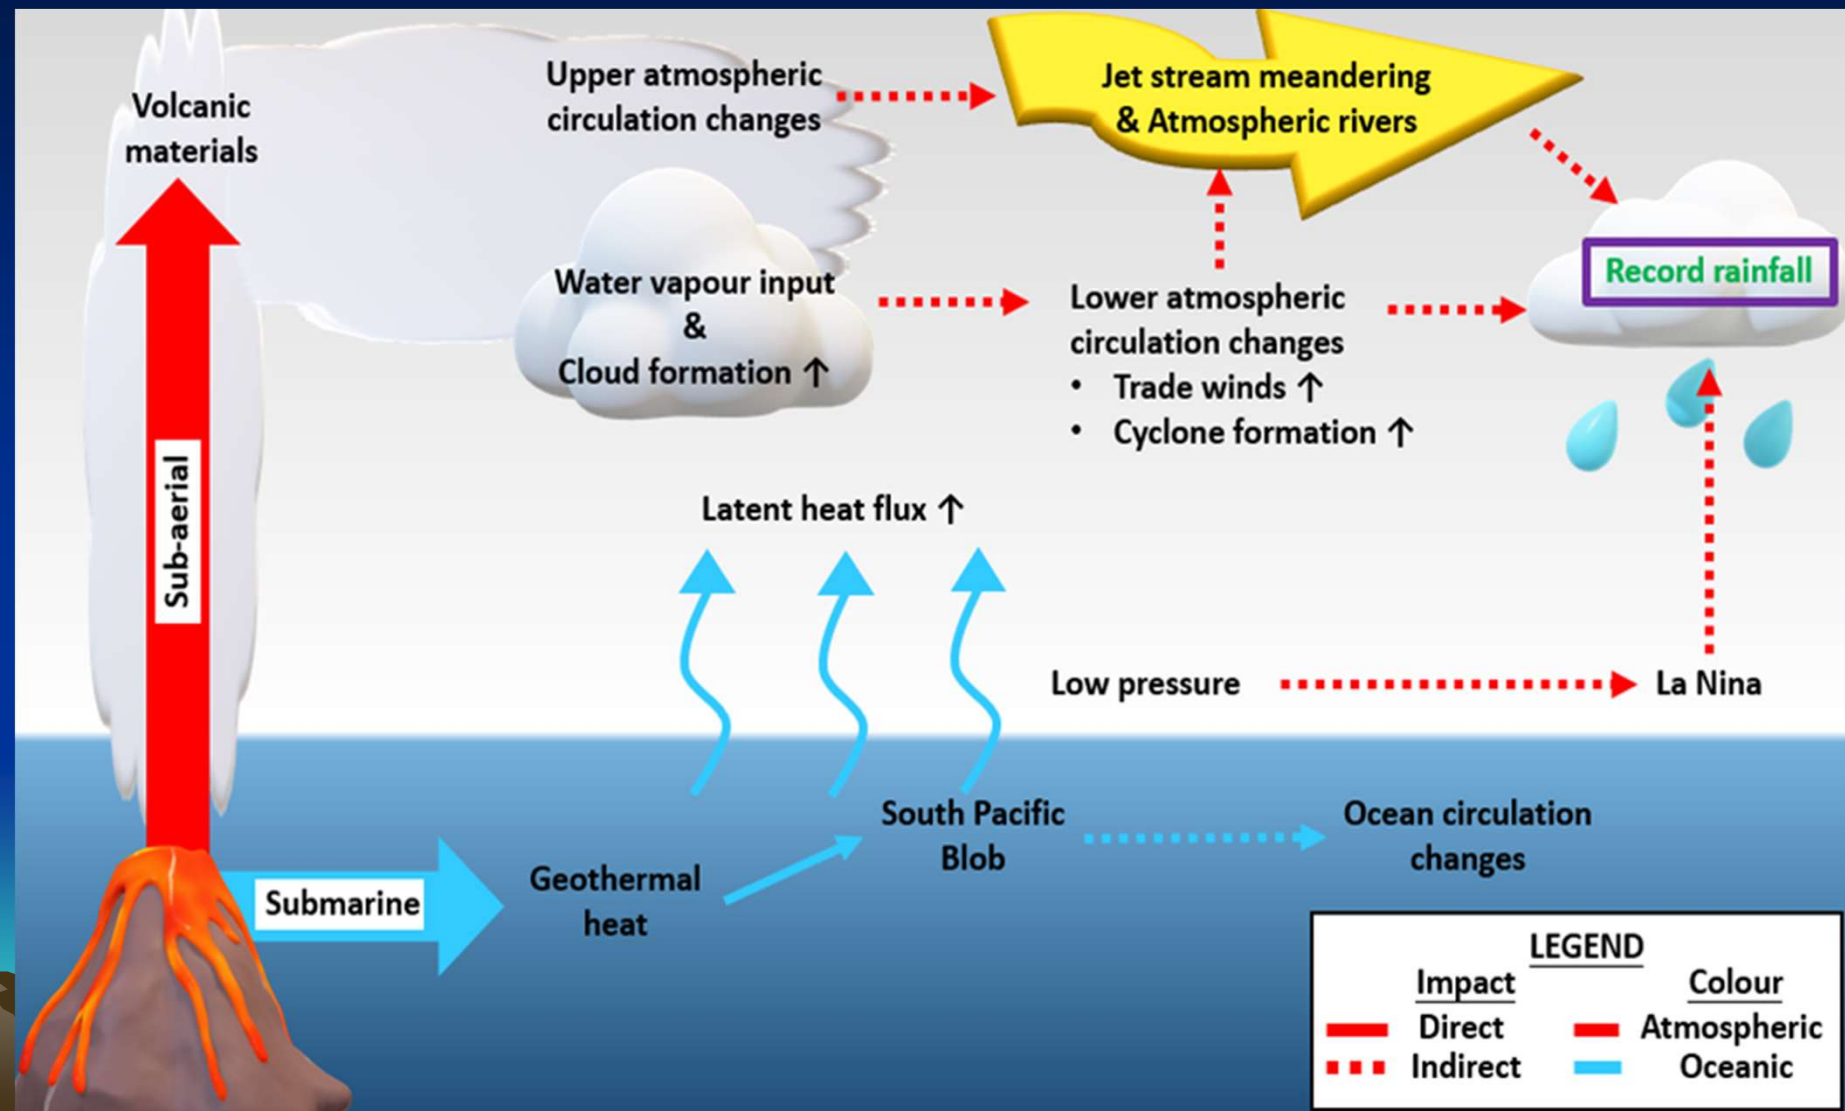 Volcanic
materials
Upper atmospheric
circulation changes
Jet stream meandering
& Atmospheric rivers
Record rainfall
Water vapour input
&
Cloud formation ↑
Lower atmospheric
circulation changes
• Trade winds ↑
• Cyclone formation ↑
Sub-aerial
Latent heat flux ↑
Low pressure
La Nina
South Pacific
Blob
Ocean circulation
changes
Submarine
Geothermal
heat
LEGEND
Impact Colour
Direct Atmospheric
Indirect Oceanic